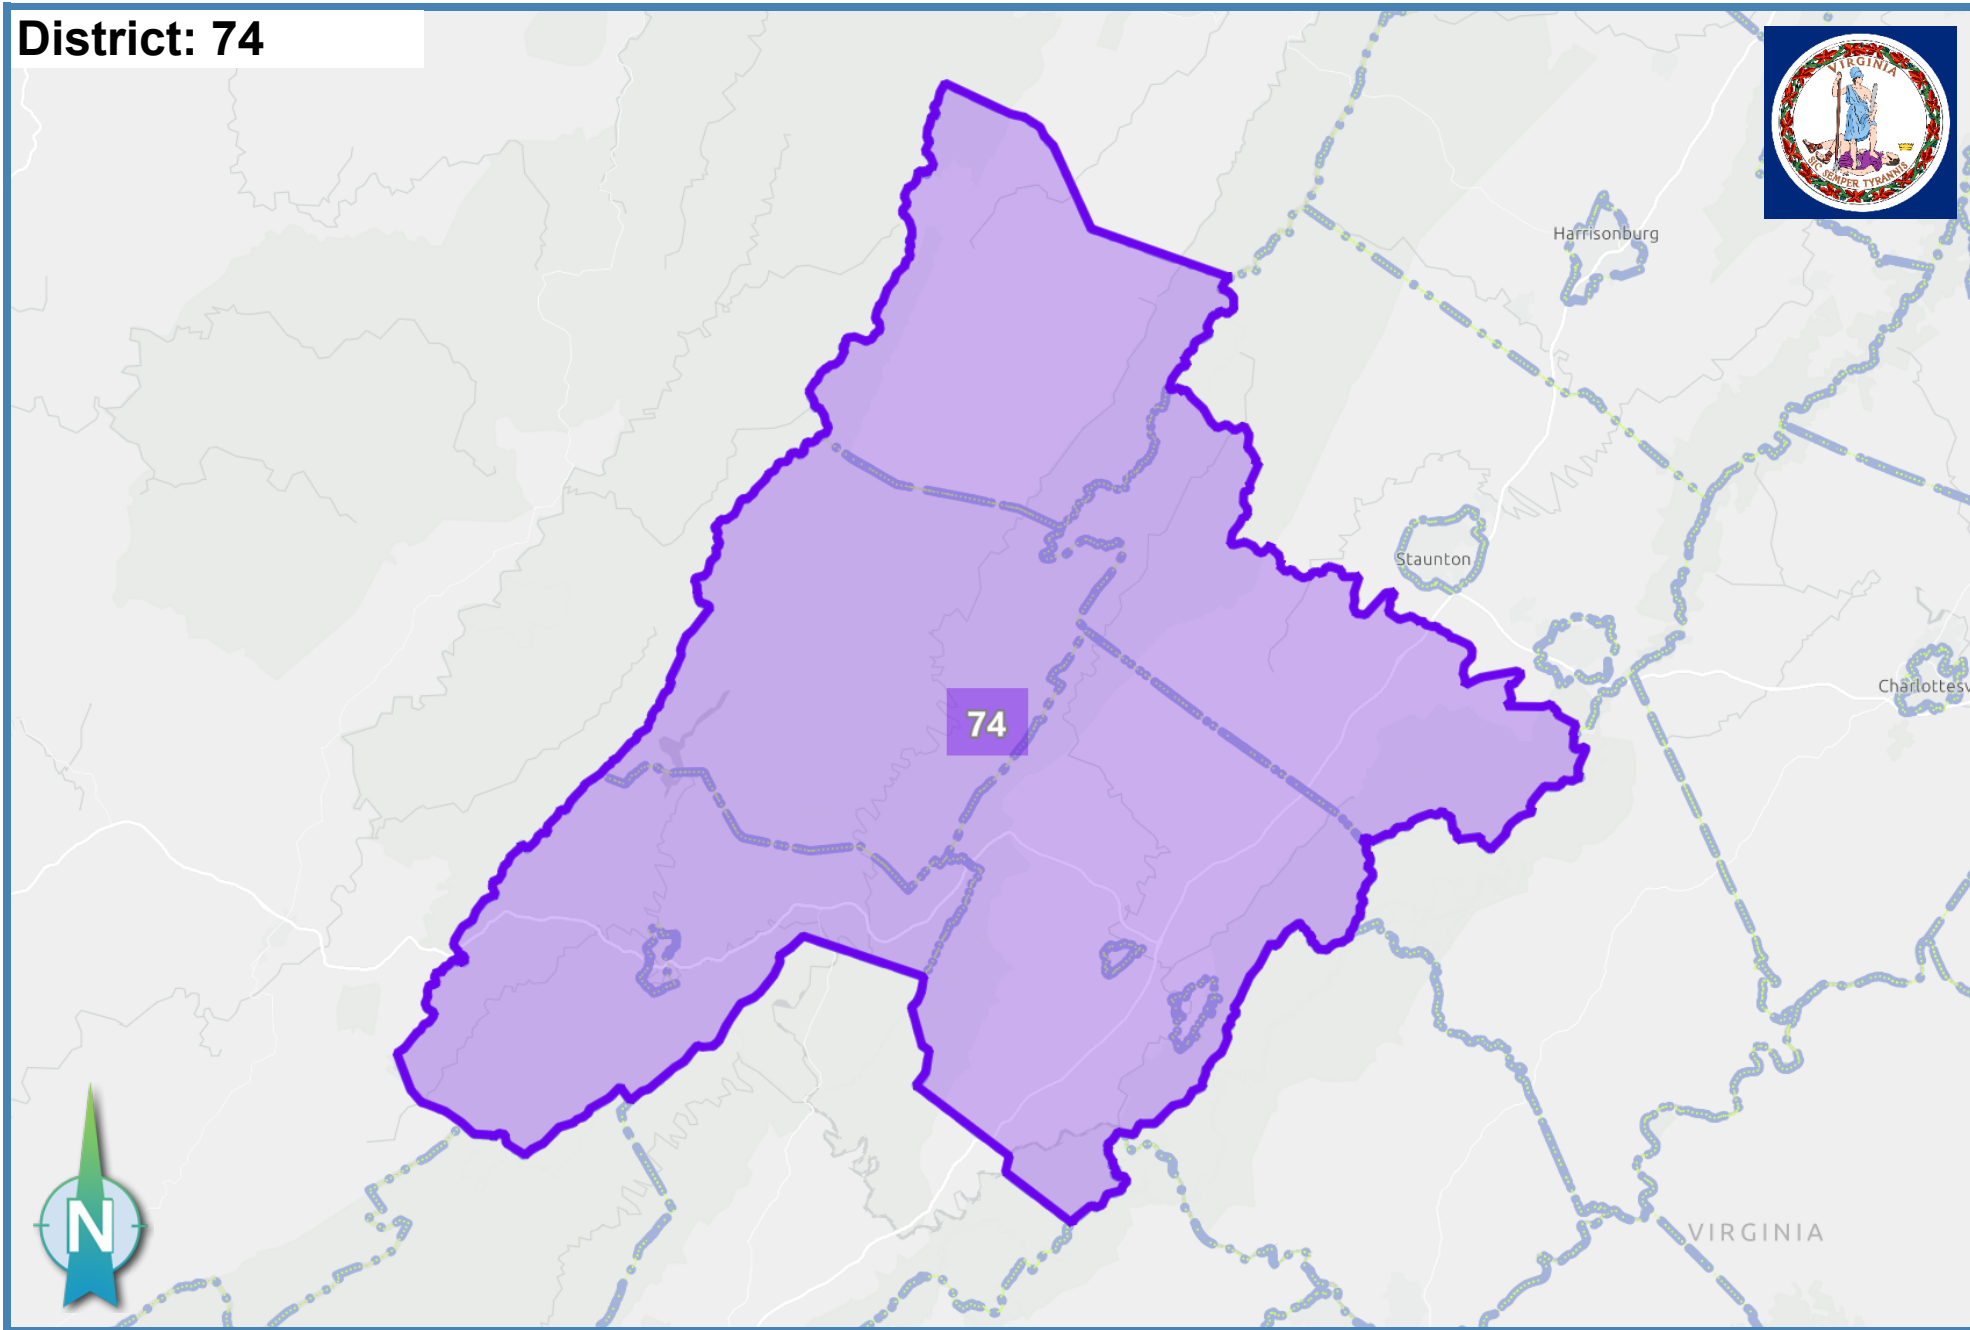 District: 74
VIRGINIA
SIC SEMPER TYRANNIS
Harrisonburg
Staunton
Charlottesv
74
VIRGINIA
N